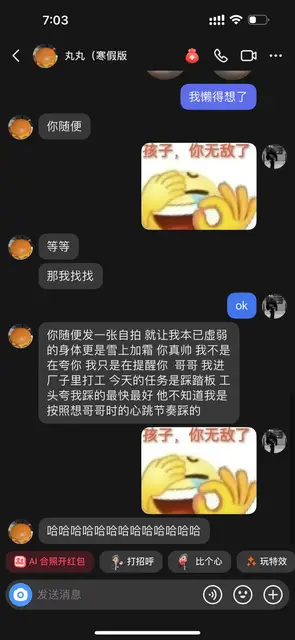 7:03
丸丸（寒假版
我懒得想了
你随便
孩子，你无敌了
等等
那我找找
ok
你随便发一张自拍 就让我本已虚弱
的身体更是雪上加霜 你真帅 我不是
在夸你 我只是在提醒你  哥哥 我进
厂子里打工 今天的任务是踩踏板 工
头夸我踩的最快最好 他不知道我是
按照想哥哥时的心跳节奏踩的
孩子，你无敌了
哈哈哈哈哈哈哈哈哈哈哈哈哈
AI 合照开红包
打招呼
比个心
玩特效
发送消息